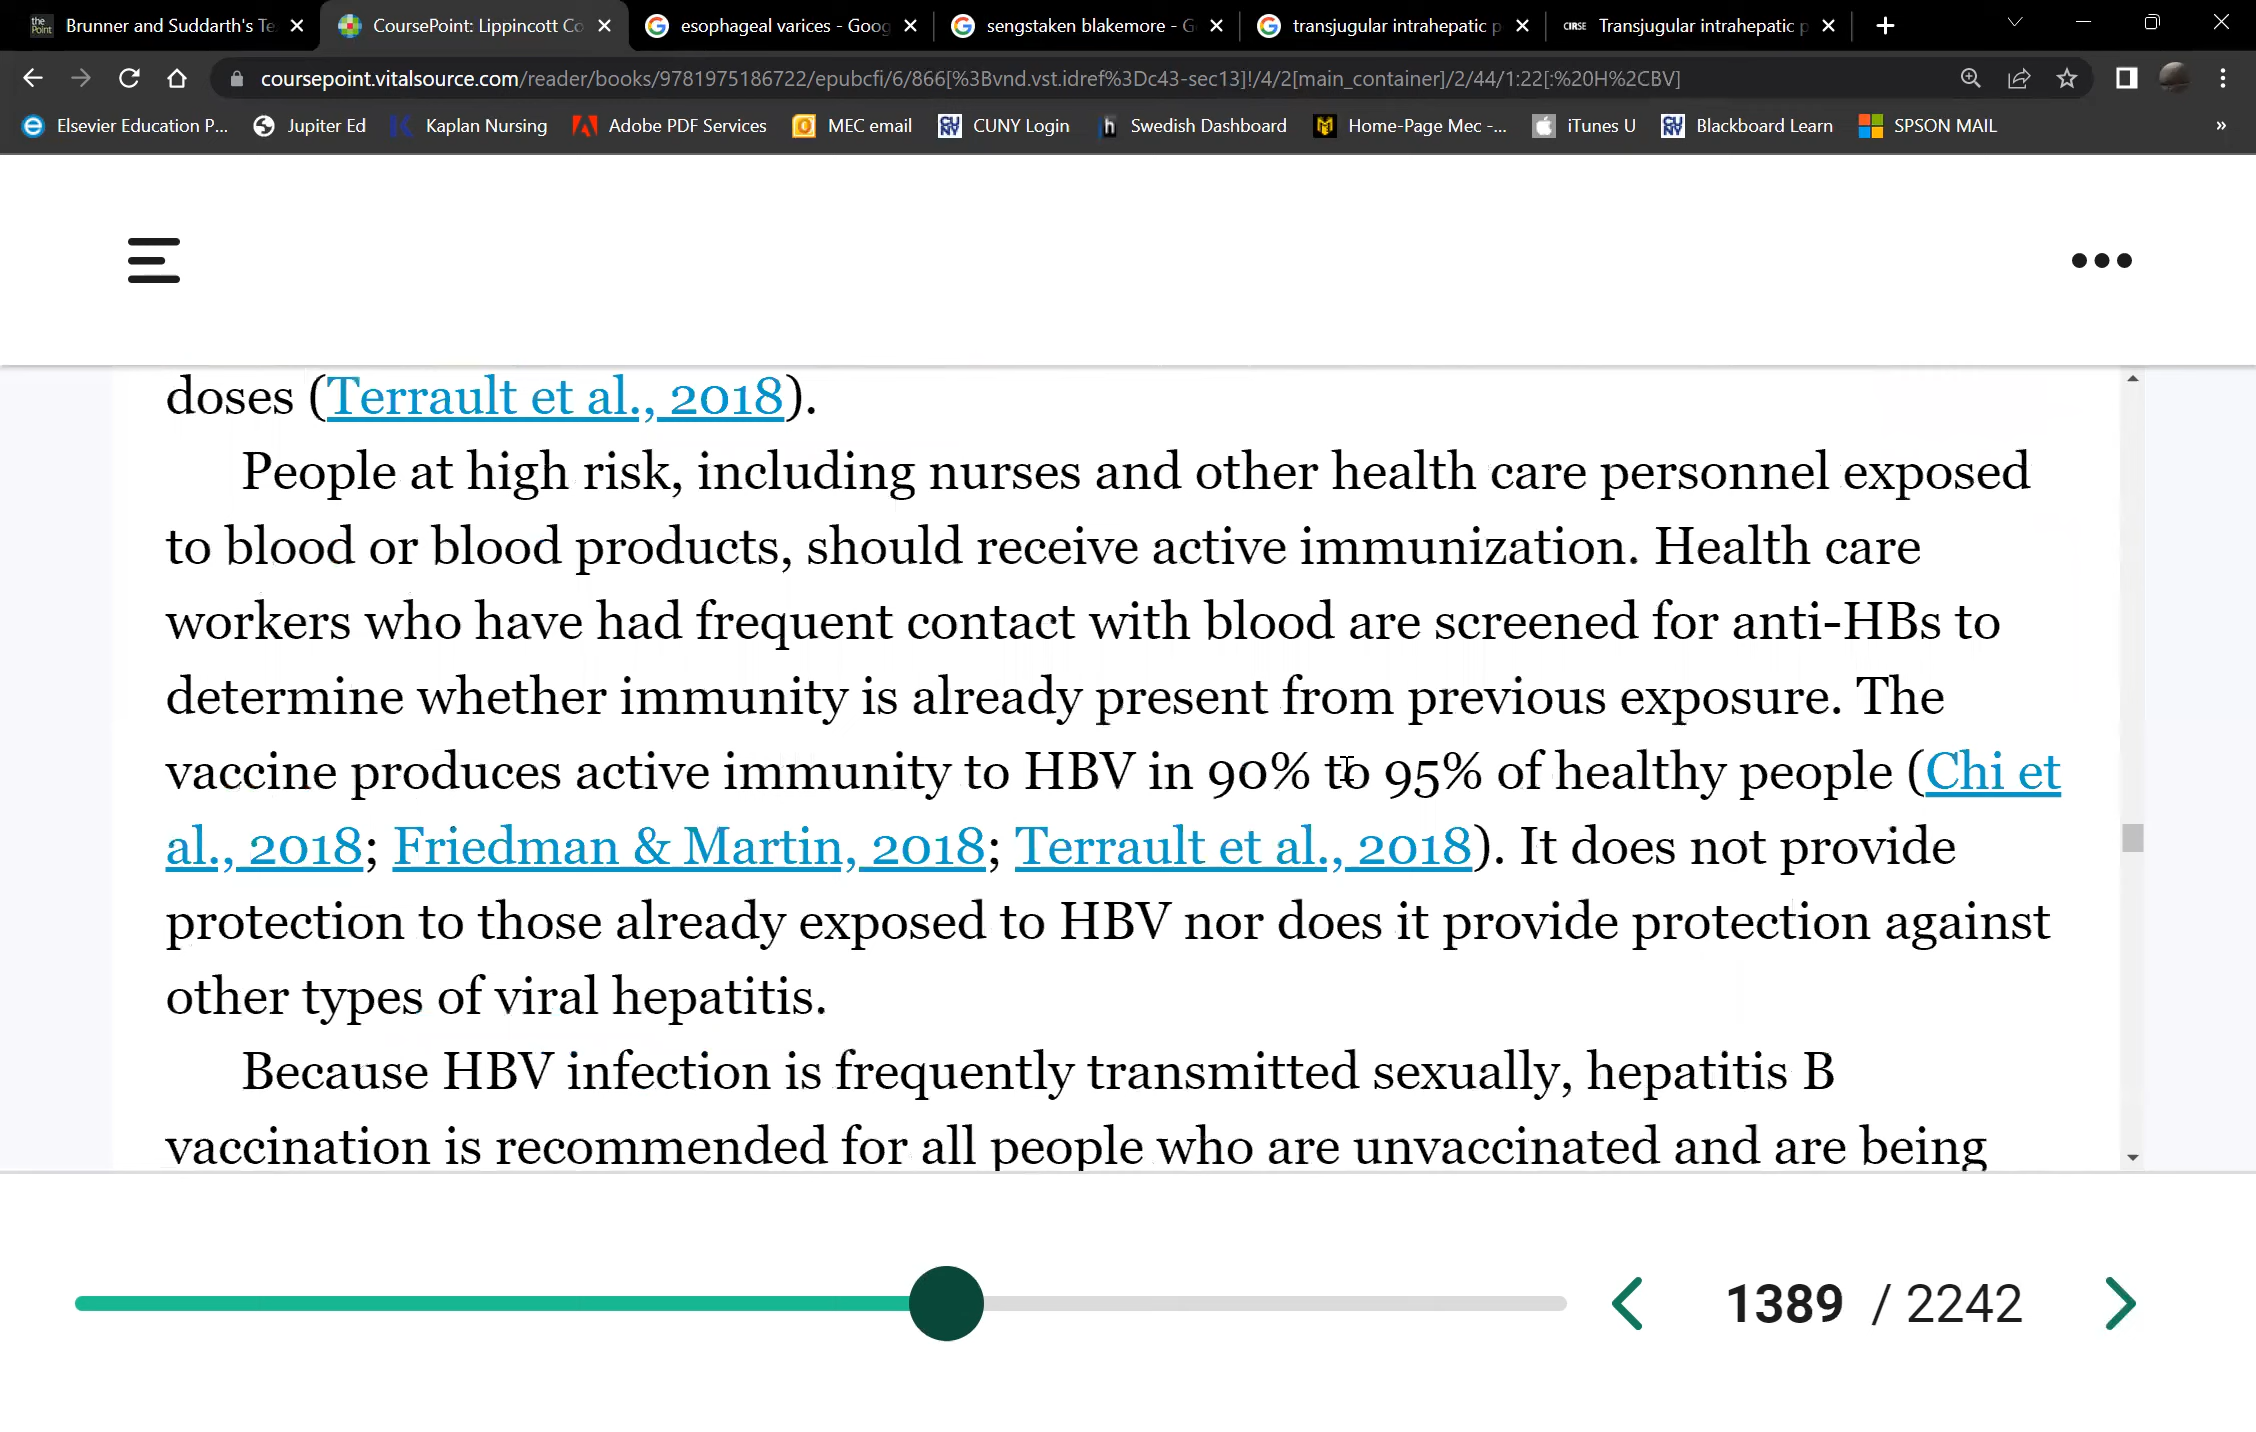 the Point
Brunner and Suddarth's Te
CoursePoint: Lippincott Co
esophageal varices - Goog
sengstaken blakemore - G
transjugular intrahepatic p
CIRSE
Transjugular intrahepatic p
coursepoint.vitalsource.com/reader/books/9781975186722/epubcfi/6/866[%3Bvnd.vst.idref%3Dc43-sec13]!/4/2[main_container]/2/44/1:22[:%20H%2CBV]
Elsevier Education P...
Jupiter Ed
Kaplan Nursing
Adobe PDF Services
MEC email
CUNY Login
Swedish Dashboard
Home-Page Mec -...
iTunes U
Blackboard Learn
SPSON MAIL
»
doses (Terrault et al., 2018).
People at high risk, including nurses and other health care personnel exposed
to blood or blood products, should receive active immunization. Health care
workers who have had frequent contact with blood are screened for anti-HBs to
determine whether immunity is already present from previous exposure. The
vaccine produces active immunity to HBV in 90% to 95% of healthy people (Chi et
al., 2018; Friedman & Martin, 2018; Terrault et al., 2018). It does not provide
protection to those already exposed to HBV nor does it provide protection against
other types of viral hepatitis.
Because HBV infection is frequently transmitted sexually, hepatitis B
vaccination is recommended for all people who are unvaccinated and are being
1389 / 2242